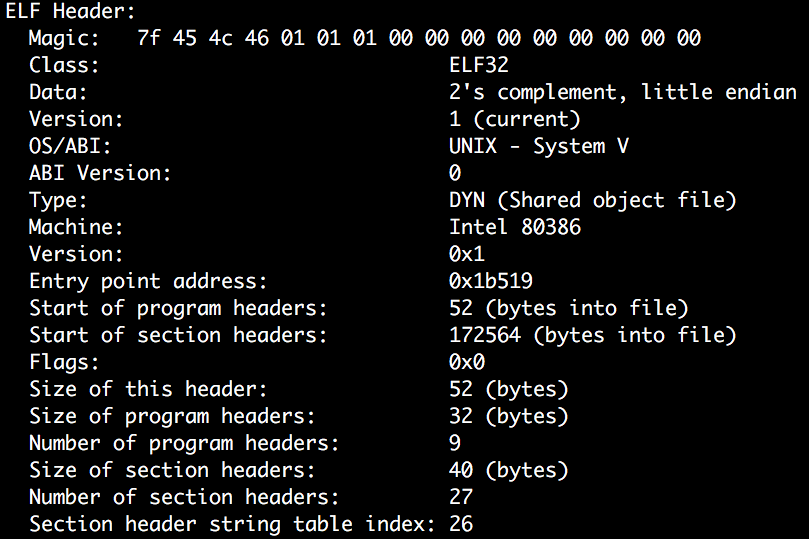 ELF Header:
  Magic:   7f 45 4c 46 01 01 01 00 00 00 00 00 00 00 00 00
  Class:                             ELF32
  Data:                              2's complement, little endian
  Version:                           1 (current)
  OS/ABI:                            UNIX - System V
  ABI Version:                       0
  Type:                              DYN (Shared object file)
  Machine:                           Intel 80386
  Version:                           0x1
  Entry point address:               0x1b519
  Start of program headers:          52 (bytes into file)
  Start of section headers:          172564 (bytes into file)
  Flags:                             0x0
  Size of this header:               52 (bytes)
  Size of program headers:           32 (bytes)
  Number of program headers:         9
  Size of section headers:           40 (bytes)
  Number of section headers:         27
  Section header string table index: 26